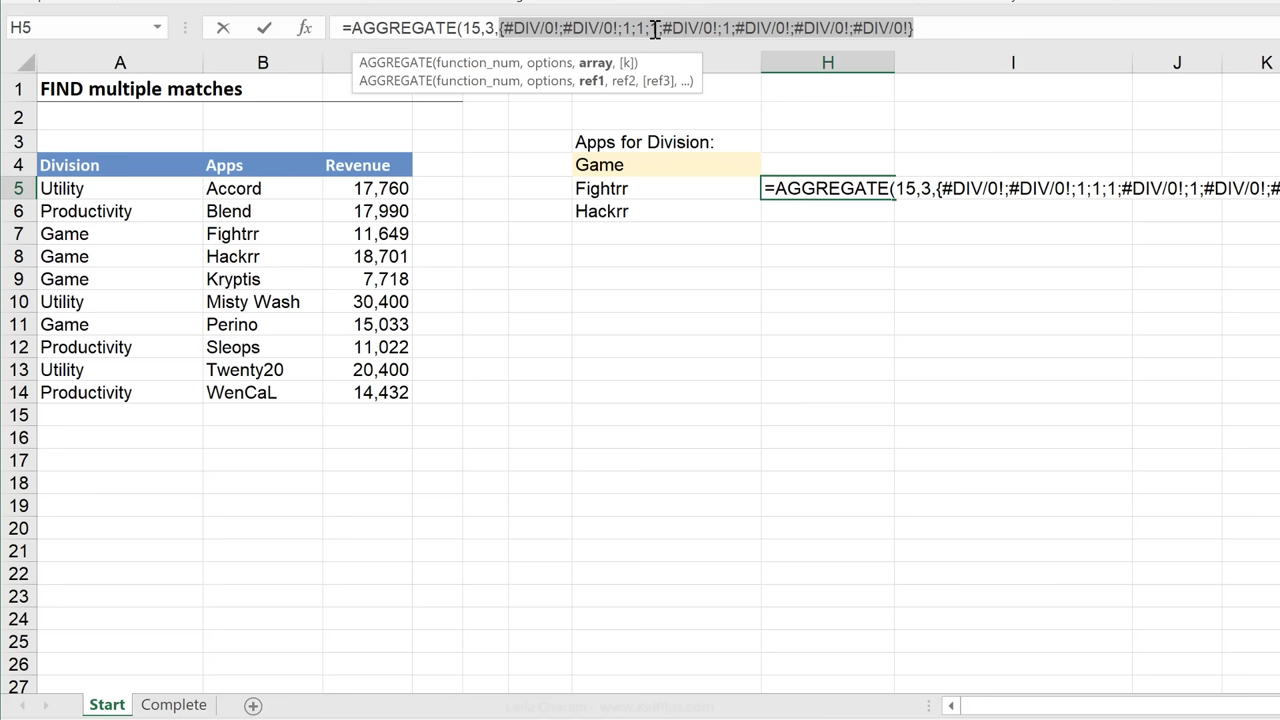 H5 =AGGREGATE(15,3,{#DIV/0!;#DIV/0!;1;1;1;#DIV/0!;1;#DIV/0!;#DIV/0!;#DIV/0!}
AGGREGATE(function_num, options, array, [k])
AGGREGATE(function_num, options, ref1, ref2, [ref3], ...)
A B H I J K
1 FIND multiple matches
2
3 Apps for Division:
4 Division Apps Revenue Game
5 Utility Accord 17,760 Fightrr =AGGREGATE(15,3,{#DIV/0!;#DIV/0!;1;1;1;#DIV/0!;1;#DIV/0!;#
6 Productivity Blend 17,990 Hackrr
7 Game Fightrr 11,649
8 Game Hackrr 18,701
9 Game Kryptis 7,718
10 Utility Misty Wash 30,400
11 Game Perino 15,033
12 Productivity Sleops 11,022
13 Utility Twenty20 20,400
14 Productivity WenCaL 14,432
15
16
17
18
19
20
21
22
23
24
25
26
27
Start Complete